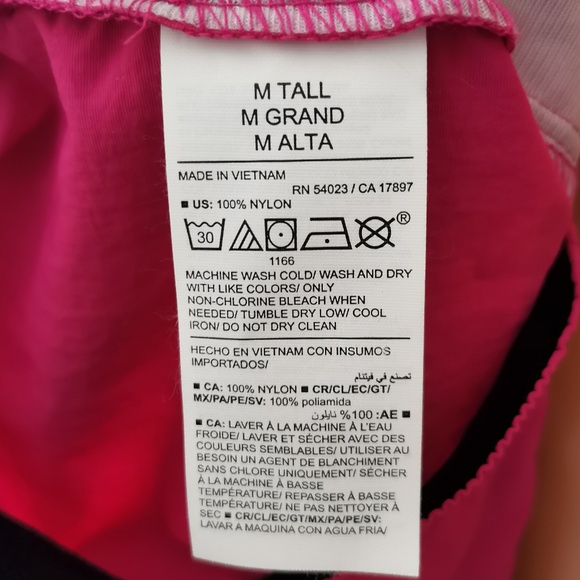 M TALL
M GRAND
M ALTA
MADE IN VIETNAM
RN 54023 / CA 17897
■ US: 100% NYLON
30
®
1166
MACHINE WASH COLD/ WASH AND DRY
WITH LIKE COLORS/ ONLY
NON-CHLORINE BLEACH WHEN
NEEDED/ TUMBLE DRY LOW/ COOL
IRON/ DO NOT DRY CLEAN
HECHO EN VIETNAM CON INSUMOS
IMPORTADOS/
تصنع في فيتنام
■ CA: 100% NYLON ■ CR/CL/EC/GT/
MX/PA/PE/SV: 100% poliamida
■ AE: 100% نايلون
■ CA: LAVER À LA MACHINE À L'EAU
FROIDE/ LAVER ET SÉCHER AVEC DES
COULEURS SEMBLABLES/ UTILISER AU
BESOIN UN AGENT DE BLANCHIMENT
SANS CHLORE UNIQUEMENT/ SÉCHER
À LA MACHINE À BASSE
TEMPÉRATURE/ REPASSER À BASSE
TEMPÉRATURE/ NE PAS NETTOYER À
SEC ■ CR/CL/EC/GT/MX/PA/PE/SV:
LAVAR A MAQUINA CON AGUA FRIA/